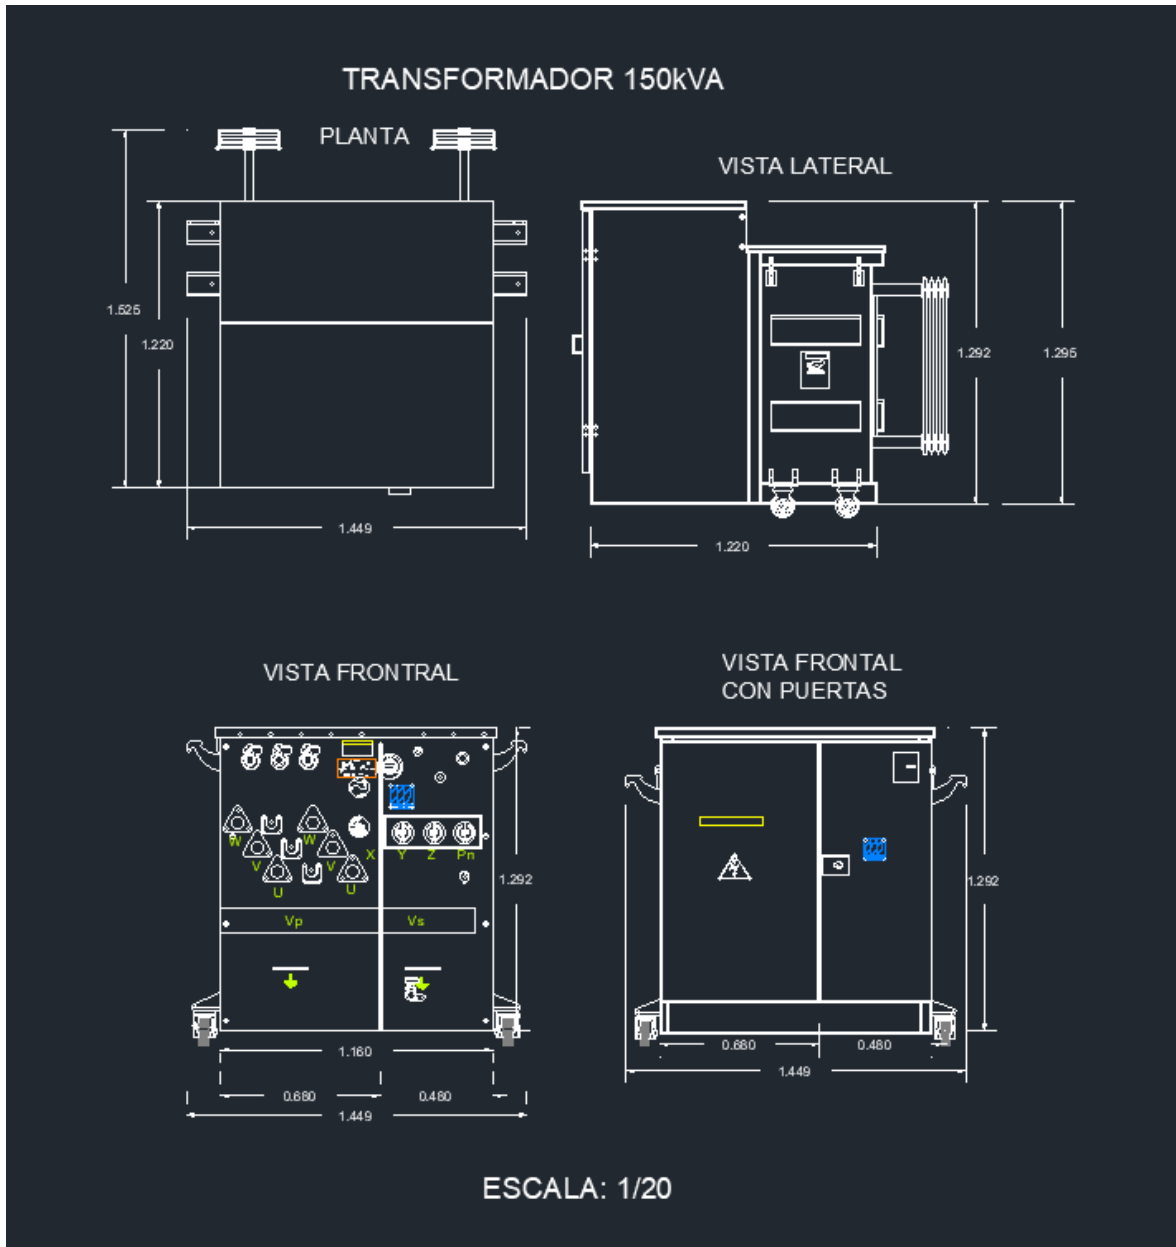 TRANSFORMADOR 150kVA
PLANTA
VISTA LATERAL
1.525
1.220
1.449
1.292
1.295
1.220
VISTA FRONTRAL
VISTA FRONTAL
CON PUERTAS
W
W
V
V
X
Y
Z
Pn
U
U
Vp
Vs
1.292
1.292
1.160
0.680
0.480
1.449
0.680
0.480
1.449
ESCALA: 1/20